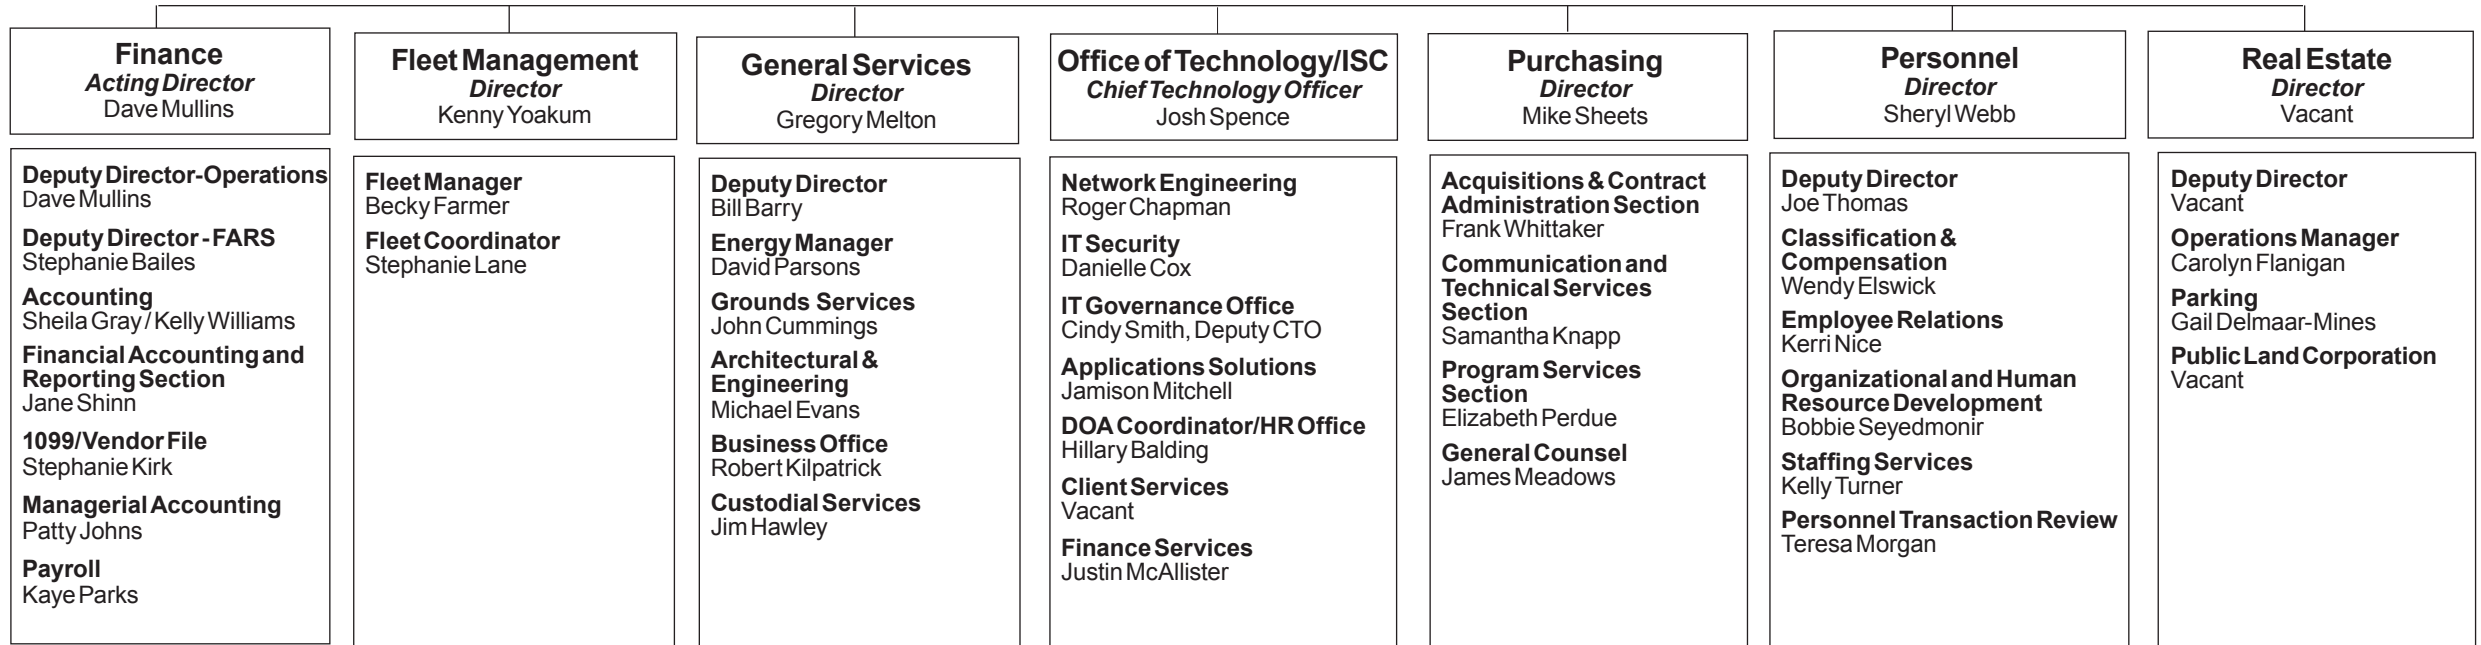 Finance
Acting Director
Dave Mullins
Deputy Director-Operations
Dave Mullins
Deputy Director - FARS
Stephanie Bailes
Accounting
Sheila Gray / Kelly Williams
Financial Accounting and
Reporting Section
Jane Shinn
1099/Vendor File
Stephanie Kirk
Managerial Accounting
Patty Johns
Payroll
Kaye Parks
Fleet Management
Director
Kenny Yoakum
Fleet Manager
Becky Farmer
Fleet Coordinator
Stephanie Lane
General Services
Director
Gregory Melton
Deputy Director
Bill Barry
Energy Manager
David Parsons
Grounds Services
John Cummings
Architectural &
Engineering
Michael Evans
Business Office
Robert Kilpatrick
Custodial Services
Jim Hawley
Office of Technology/ISC
Chief Technology Officer
Josh Spence
Network Engineering
Roger Chapman
IT Security
Danielle Cox
IT Governance Office
Cindy Smith, Deputy CTO
Applications Solutions
Jamison Mitchell
DOA Coordinator/HR Office
Hillary Balding
Client Services
Vacant
Finance Services
Justin McAllister
Purchasing
Director
Mike Sheets
Acquisitions & Contract
Administration Section
Frank Whittaker
Communication and
Technical Services
Section
Samantha Knapp
Program Services
Section
Elizabeth Perdue
General Counsel
James Meadows
Personnel
Director
Sheryl Webb
Deputy Director
Joe Thomas
Classification &
Compensation
Wendy Elswick
Employee Relations
Kerri Nice
Organizational and Human
Resource Development
Bobbie Seyedmonir
Staffing Services
Kelly Turner
Personnel Transaction Review
Teresa Morgan
Real Estate
Director
Vacant
Deputy Director
Vacant
Operations Manager
Carolyn Flanigan
Parking
Gail Delmaar-Mines
Public Land Corporation
Vacant